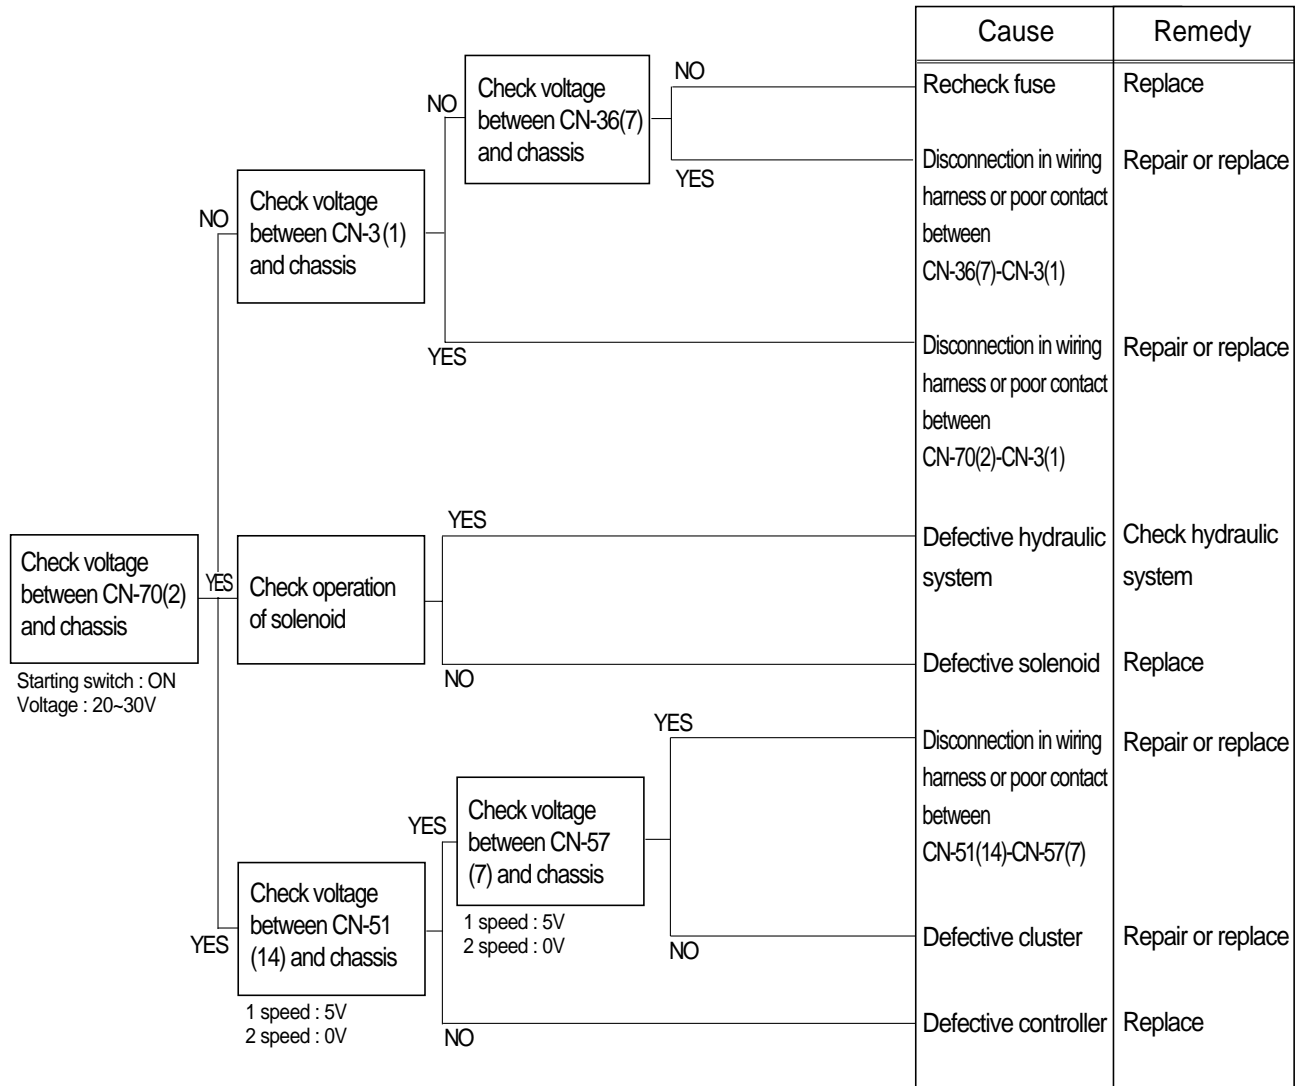 Cause
Remedy
NO
Check voltage
between CN-36(7)
and chassis
NO
YES
Recheck fuse
Replace
Disconnection in wiring
harness or poor contact
between
CN-36(7)-CN-3(1)
Repair or replace
NO
Check voltage
between CN-3(1)
and chassis
YES
Disconnection in wiring
harness or poor contact
between
CN-70(2)-CN-3(1)
Repair or replace
Check voltage
between CN-70(2)
and chassis
Starting switch : ON
Voltage : 20~30V
YES
Check operation
of solenoid
YES
Defective hydraulic
system
Check hydraulic
system
NO
Defective solenoid
Replace
YES
Check voltage
between CN-51
(14) and chassis
1 speed : 5V
2 speed : 0V
YES
Check voltage
between CN-57
(7) and chassis
1 speed : 5V
2 speed : 0V
YES
Disconnection in wiring
harness or poor contact
between
CN-51(14)-CN-57(7)
Repair or replace
NO
Defective cluster
Repair or replace
NO
Defective controller
Replace